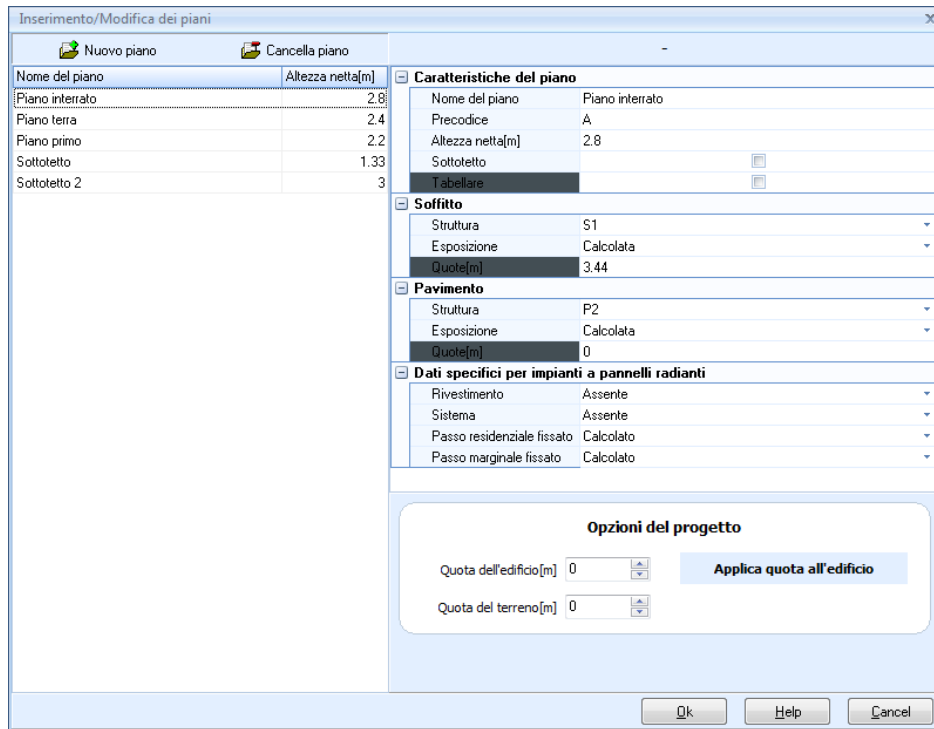 Inserimento/Modifica dei piani
Nuovo piano
Cancella piano
-
Nome del piano Altezza netta[m]
Piano interrato 2.8
Piano terra 2.4
Piano primo 2.2
Sottotetto 1.33
Sottotetto 2 3
Caratteristiche del piano
Nome del piano Piano interrato
Precodice A
Altezza netta[m] 2.8
Sottotetto
Tabellare
Soffitto
Struttura S1
Esposizione Calcolata
Quote[m] 3.44
Pavimento
Struttura P2
Esposizione Calcolata
Quote[m] 0
Dati specifici per impianti a pannelli radianti
Rivestimento Assente
Sistema Assente
Passo residenziale fissato Calcolato
Passo marginale fissato Calcolato
Opzioni del progetto
Quota dell'edificio[m] 0
Applica quota all'edificio
Quota del terreno[m] 0
Ok
Help
Cancel